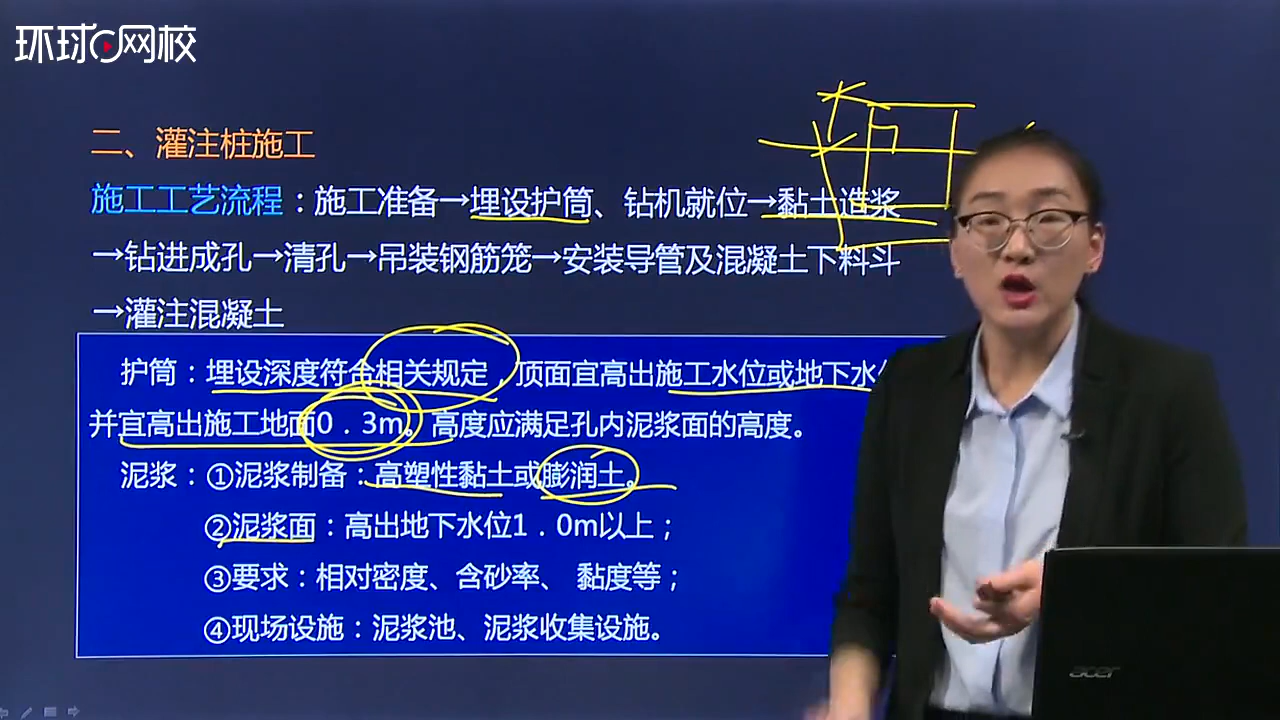 环球网校
二、灌注桩施工
施工工艺流程：施工准备→埋设护筒、钻机就位→黏土造浆
→钻进成孔→清孔→吊装钢筋笼→安装导管及混凝土下料斗
→灌注混凝土
护筒：埋设深度符合相关规定，顶面宜高出施工水位或地下水
并宜高出施工地面0．3m。高度应满足孔内泥浆面的高度。
泥浆：①泥浆制备：高塑性黏土或膨润土。
②泥浆面：高出地下水位1．0m以上；
③要求：相对密度、含砂率、 黏度等；
④现场设施：泥浆池、泥浆收集设施。
acer